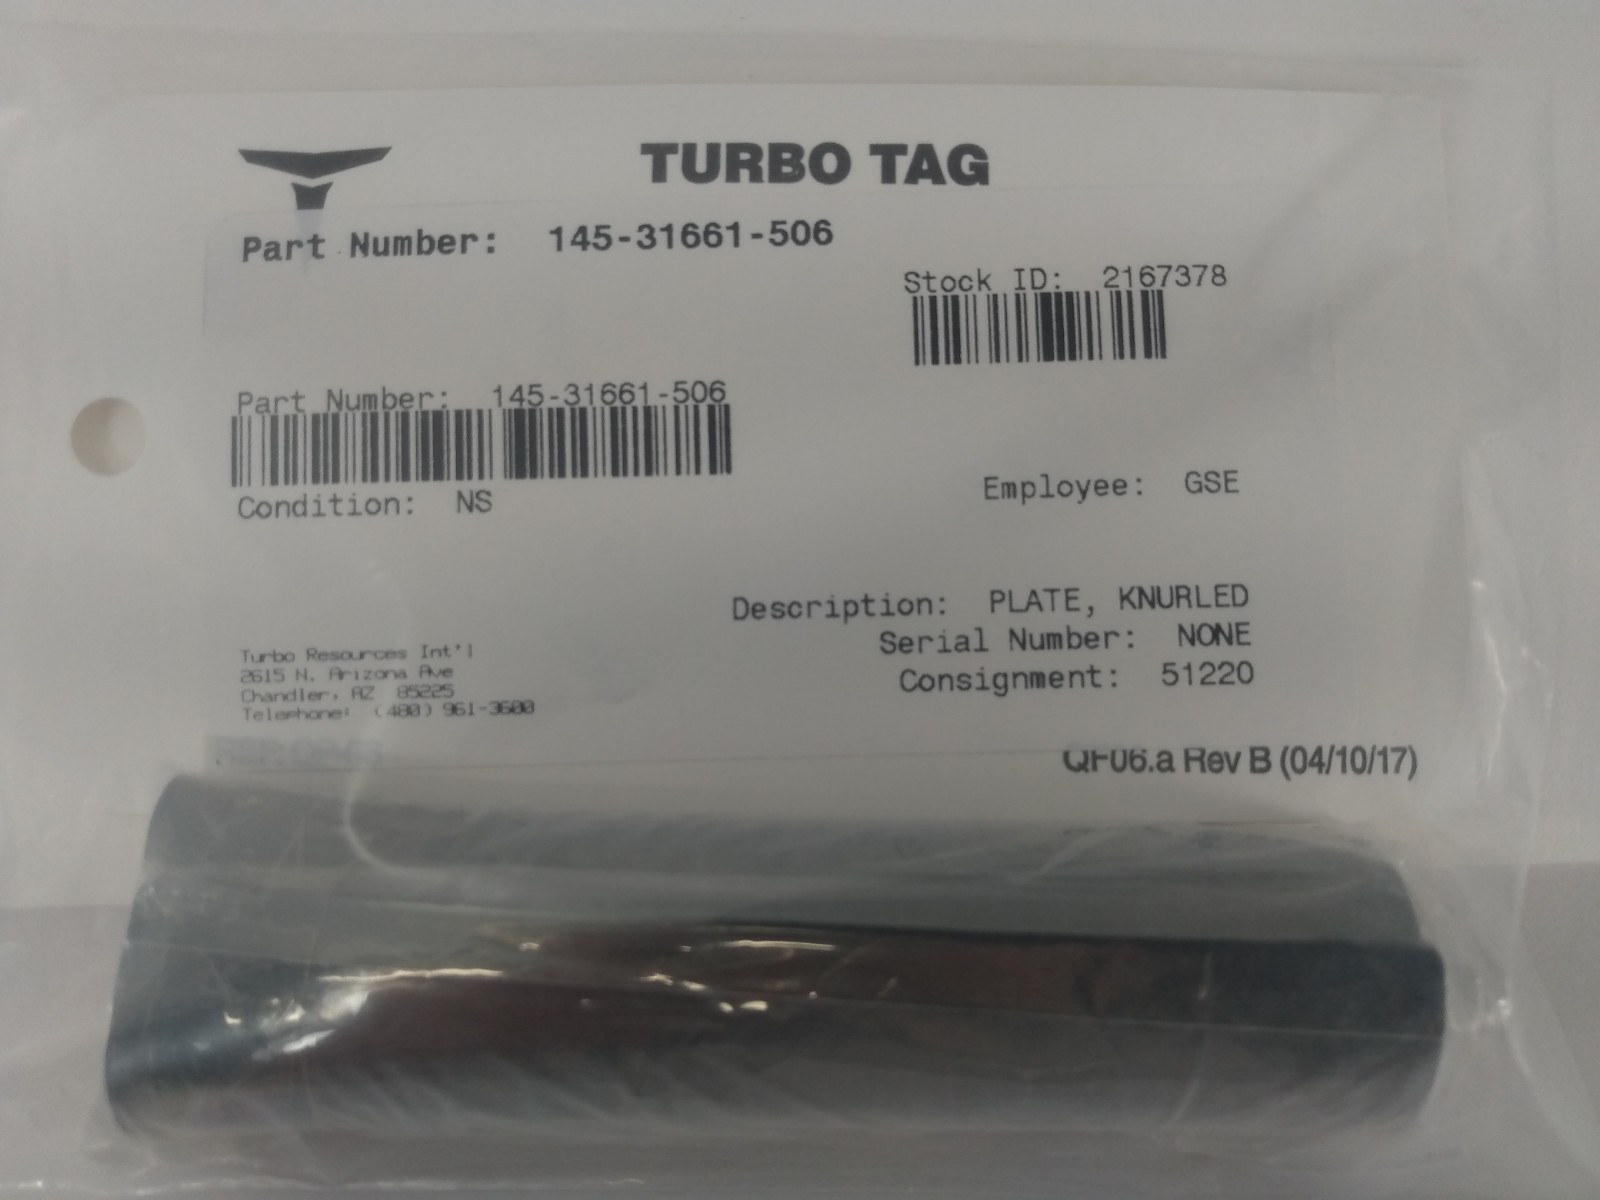 TURBO TAG
Part Number: 145-31661-506
Stock ID: 2167378
Part Number: 145-31661-506
Condition: NS
Employee: GSE
Description: PLATE, KNURLED
Serial Number: NONE
Consignment: 51220
Turbo Resources Int'l
2615 N. Arizona Ave
Chandler, AZ 85225
Telephone: (480) 961-3600
QF06.a Rev B (04/10/17)